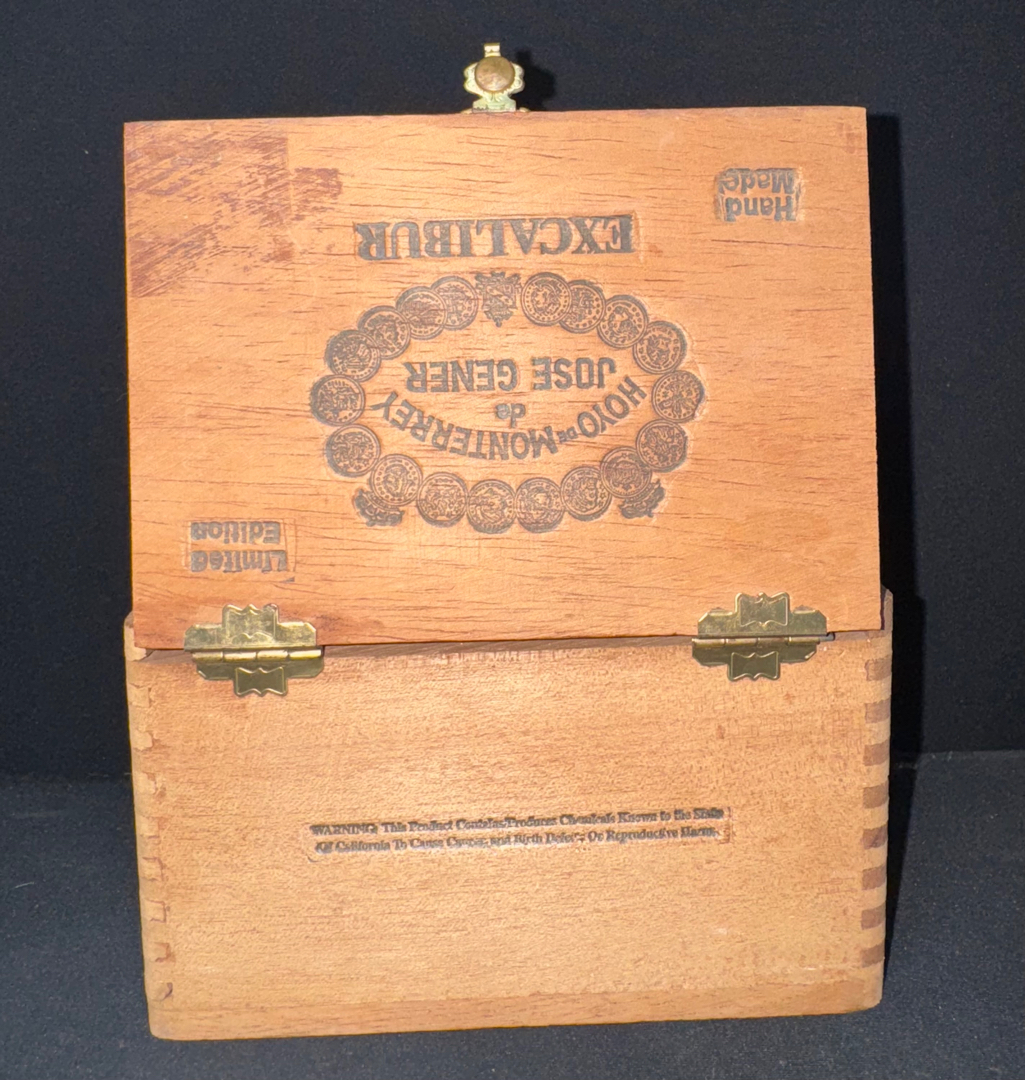 Hand
Made
EXCALIBUR
HOYO DE MONTERREY
de
JOSE GENER
Limited
Edition
WARNING: This Product Contains/Produces Chemicals Known to the State
Of California To Cause Cancer, and Birth Defects Or Reproductive Harm.